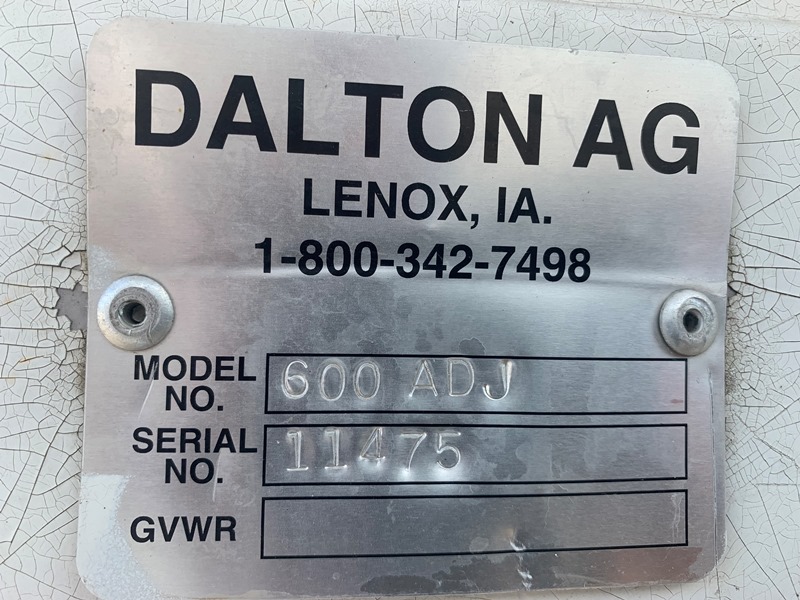 DALTON AG
LENOX, IA.
1-800-342-7498
MODEL NO. 600 ADJ
SERIAL NO. 11475
GVWR